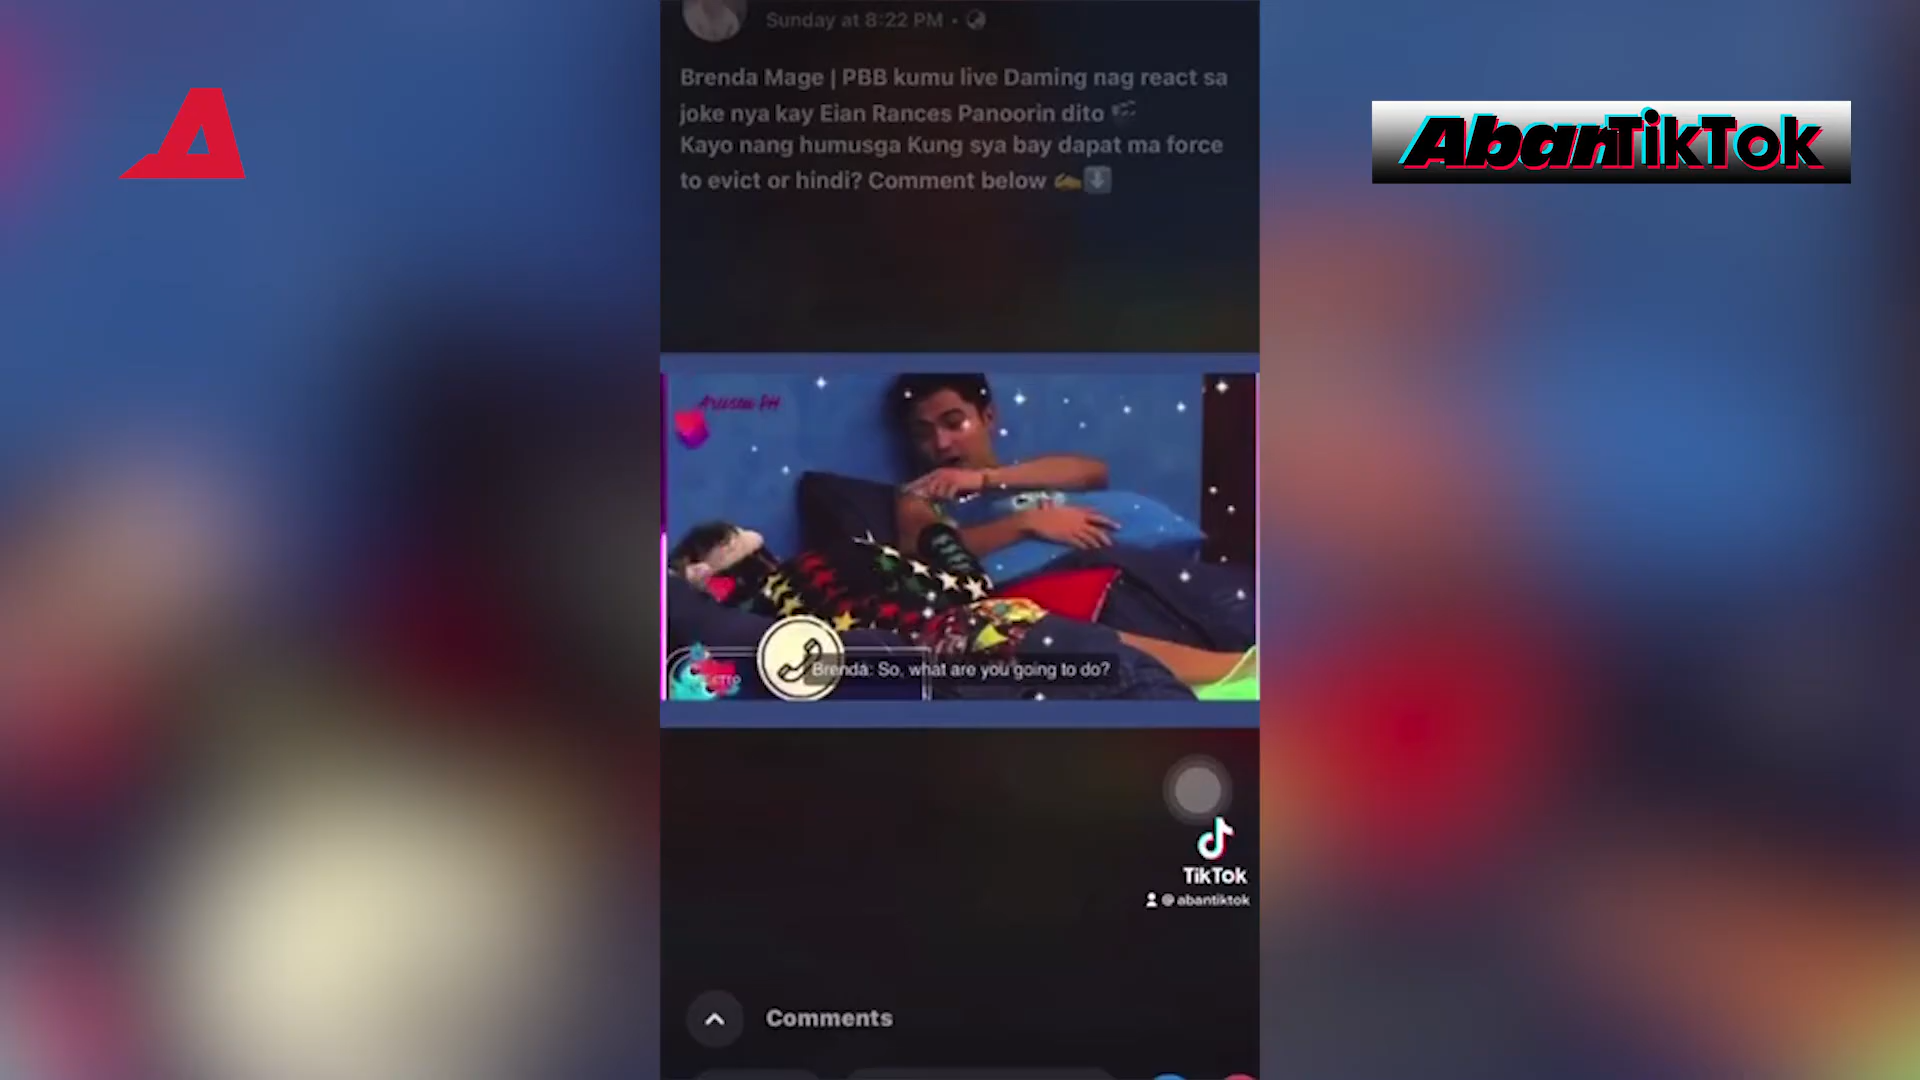 Sunday at 8:22 PM •
Brenda Mage | PBB kumu live Daming nag react sa
joke nya kay Eian Rances Panoorin dito
Kayo nang humusga Kung sya bay dapat ma force
to evict or hindi? Comment below
A
AbanTikTok
PH
Brenda: So, what are you going to do?
TikTok
@abantiktok
Comments